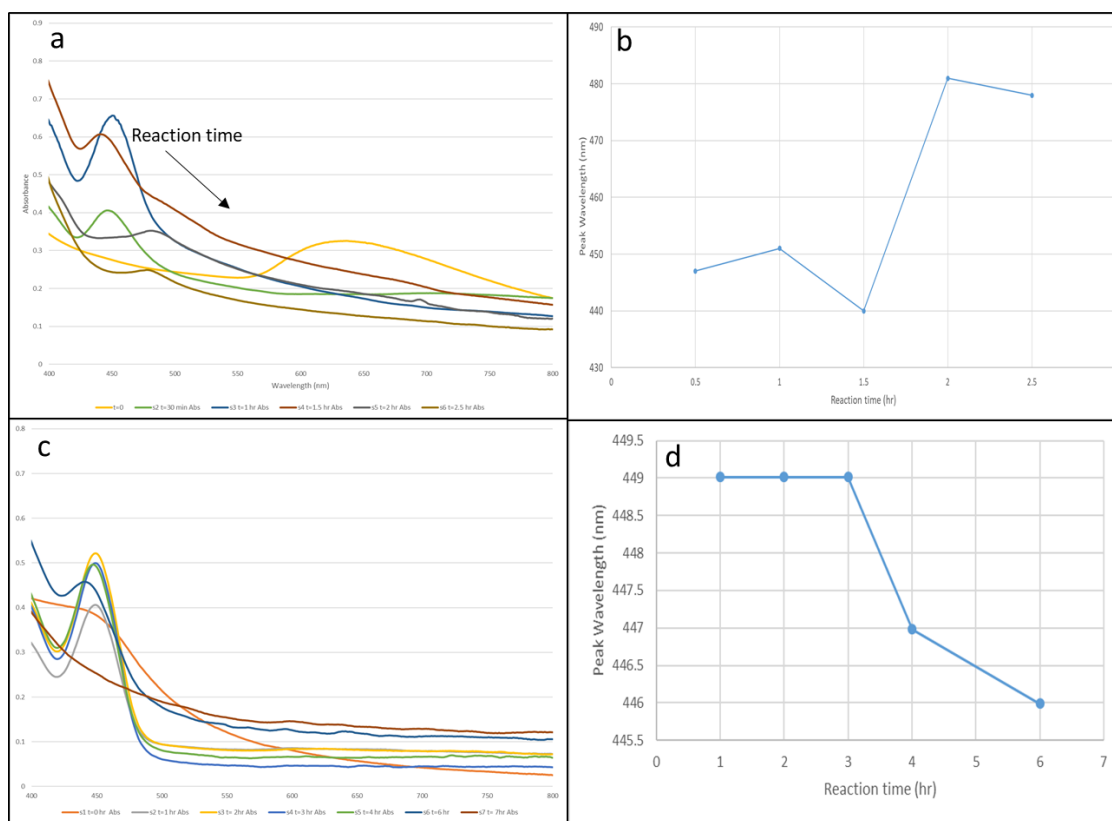 a
0.9
0.8
0.7
0.6
0.5
0.4
0.3
0.2
0.1
0
Absorbance
Reaction time
400 450 500 550 600 650 700 750 800
Wavelength (nm)
t=0 s2 t=30 min Abs s3 t=1 hr Abs s4 t=1.5 hr Abs s5 t=2 hr Abs s6 t=2.5 hr Abs
b
490
480
470
460
450
440
430
Peak Wavelength (nm)
0 0.5 1 1.5 2 2.5
Reaction time (hr)
c
0.8
0.7
0.6
0.5
0.4
0.3
0.2
0.1
0
400 450 500 550 600 650 700 750 800
s1 t=0 hr Abs s2 t=1 hr Abs s3 t= 2hr Abs s4 t= 3 hr Abs s5 t=4 hr Abs s6 t=6 hr s7 t= 7hr Abs
d
449.5
449
448.5
448
447.5
447
446.5
446
445.5
Peak Wavelength (nm)
0 1 2 3 4 5 6 7
Reaction time (hr)